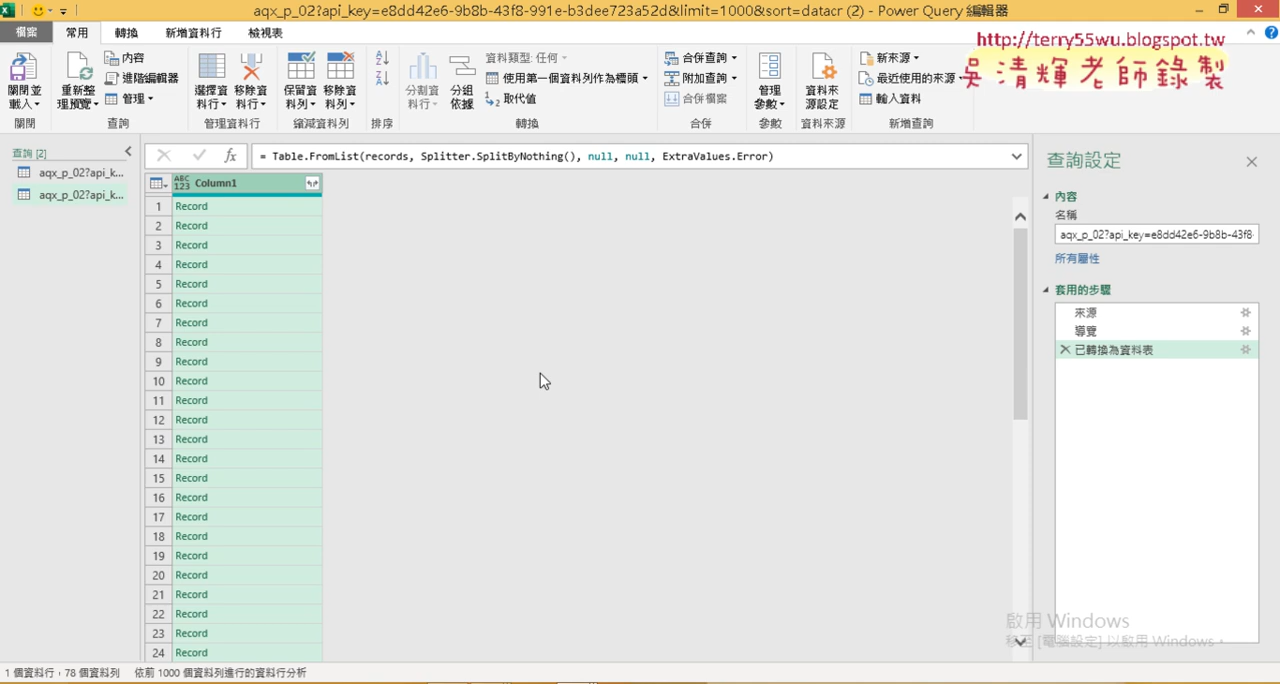 aqx_p_02?api_key=e8dd42e6-9b8b-43f8-991e-b3dee723a52d&limit=1000&sort=datacr (2) - Power Query 編輯器
檔案 常用 轉換 新增資料行 檢視表
http://terry55wu.blogspot.tw
吳清輝老師錄製
關閉並載入
重新整理預覽
內容
進階編輯器
管理
選擇資料行
移除資料行
保留資料列
移除資料列
分割資料行
分組依據
資料類型: 任何
使用第一個資料列作為標頭
取代值
合併查詢
附加查詢
合併檔案
管理參數
資料來源設定
新來源
最近使用的來源
輸入資料
關閉 查詢 管理資料行 縮減資料列 排序 轉換 合併 參數 資料來源 新增查詢
查詢 [2]
aqx_p_02?api_k...
aqx_p_02?api_k...
fx = Table.FromList(records, Splitter.SplitByNothing(), null, null, ExtraValues.Error)
ABC 123 Column1
1 Record
2 Record
3 Record
4 Record
5 Record
6 Record
7 Record
8 Record
9 Record
10 Record
11 Record
12 Record
13 Record
14 Record
15 Record
16 Record
17 Record
18 Record
19 Record
20 Record
21 Record
22 Record
23 Record
24 Record
查詢設定
內容
名稱
aqx_p_02?api_key=e8dd42e6-9b8b-43f8-
所有屬性
套用的步驟
來源
導覽
已轉換為資料表
啟用 Windows
移至 [電腦設定] 以啟用 Windows。
1 個資料行，78 個資料列 依前 1000 個資料列進行的資料行分析